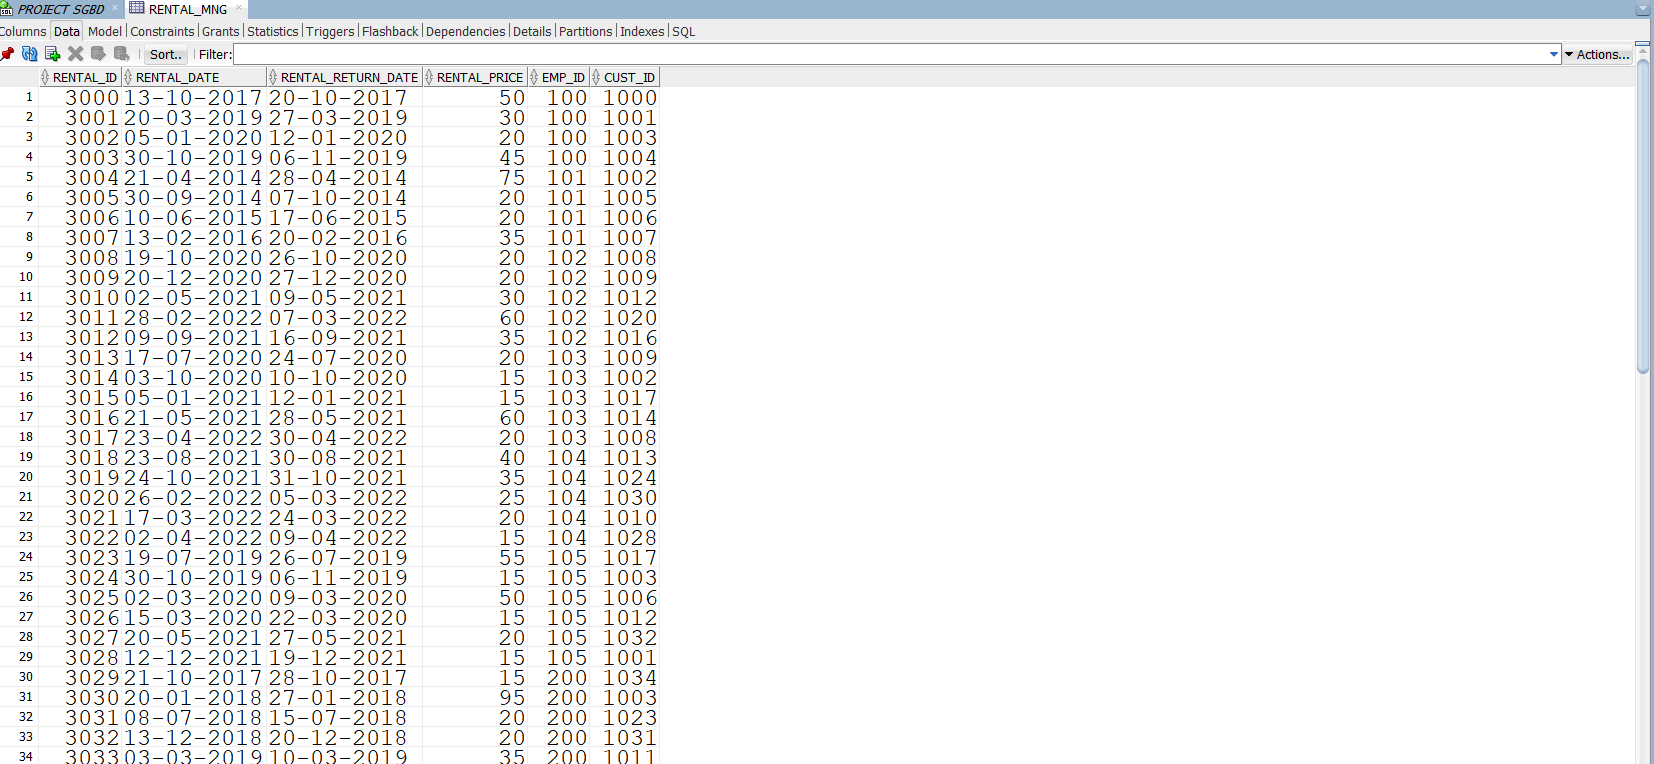 SQL PROIECT SGBD × RENTAL_MNG ×
Columns Data Model Constraints Grants Statistics Triggers Flashback Dependencies Details Partitions Indexes SQL
Sort.. Filter: Actions...
RENTAL_ID RENTAL_DATE RENTAL_RETURN_DATE RENTAL_PRICE EMP_ID CUST_ID
1 3000 13-10-2017 20-10-2017 50 100 1000
2 3001 20-03-2019 27-03-2019 30 100 1001
3 3002 05-01-2020 12-01-2020 20 100 1003
4 3003 30-10-2019 06-11-2019 45 100 1004
5 3004 21-04-2014 28-04-2014 75 101 1002
6 3005 30-09-2014 07-10-2014 20 101 1005
7 3006 10-06-2015 17-06-2015 20 101 1006
8 3007 13-02-2016 20-02-2016 35 101 1007
9 3008 19-10-2020 26-10-2020 20 102 1008
10 3009 20-12-2020 27-12-2020 20 102 1009
11 3010 02-05-2021 09-05-2021 30 102 1012
12 3011 28-02-2022 07-03-2022 60 102 1020
13 3012 09-09-2021 16-09-2021 35 102 1016
14 3013 17-07-2020 24-07-2020 20 103 1009
15 3014 03-10-2020 10-10-2020 15 103 1002
16 3015 05-01-2021 12-01-2021 15 103 1017
17 3016 21-05-2021 28-05-2021 60 103 1014
18 3017 23-04-2022 30-04-2022 20 103 1008
19 3018 23-08-2021 30-08-2021 40 104 1013
20 3019 24-10-2021 31-10-2021 35 104 1024
21 3020 26-02-2022 05-03-2022 25 104 1030
22 3021 17-03-2022 24-03-2022 20 104 1010
23 3022 02-04-2022 09-04-2022 15 104 1028
24 3023 19-07-2019 26-07-2019 55 105 1017
25 3024 30-10-2019 06-11-2019 15 105 1003
26 3025 02-03-2020 09-03-2020 50 105 1006
27 3026 15-03-2020 22-03-2020 15 105 1012
28 3027 20-05-2021 27-05-2021 20 105 1032
29 3028 12-12-2021 19-12-2021 15 105 1001
30 3029 21-10-2017 28-10-2017 15 200 1034
31 3030 20-01-2018 27-01-2018 95 200 1003
32 3031 08-07-2018 15-07-2018 20 200 1023
33 3032 13-12-2018 20-12-2018 20 200 1031
34 3033 03-03-2019 10-03-2019 35 200 1011